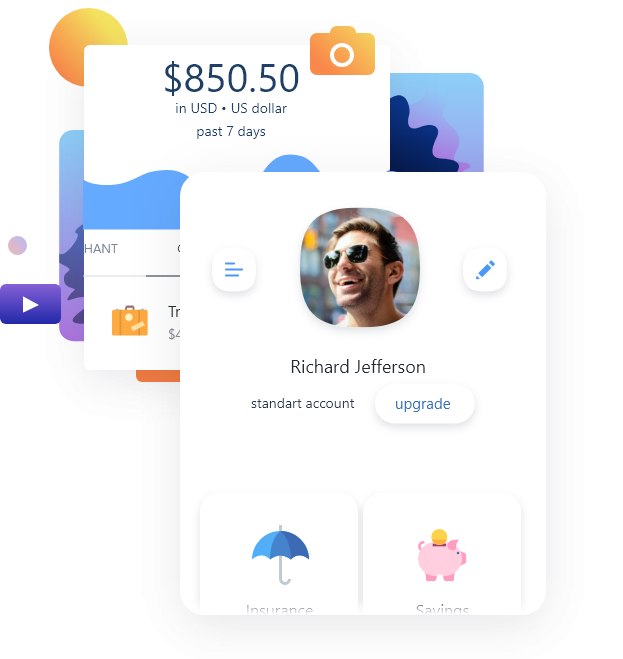 $850.50
in USD • US dollar
past 7 days
HANT
Tr
$4
Richard Jefferson
standart account
upgrade
Insurance
Savings